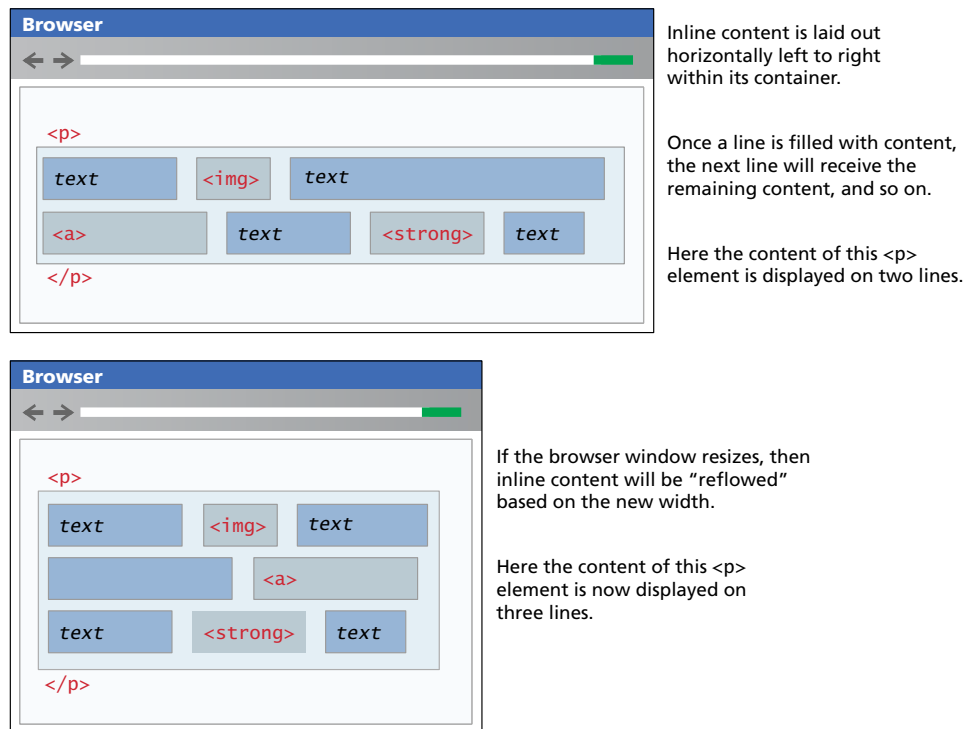 Browser
<p>
text <img> text
<a> text <strong> text
</p>
Inline content is laid out
horizontally left to right
within its container.
Once a line is filled with content,
the next line will receive the
remaining content, and so on.
Here the content of this <p>
element is displayed on two lines.
Browser
<p>
text <img> text
<a>
text <strong> text
</p>
If the browser window resizes, then
inline content will be “reflowed”
based on the new width.
Here the content of this <p>
element is now displayed on
three lines.